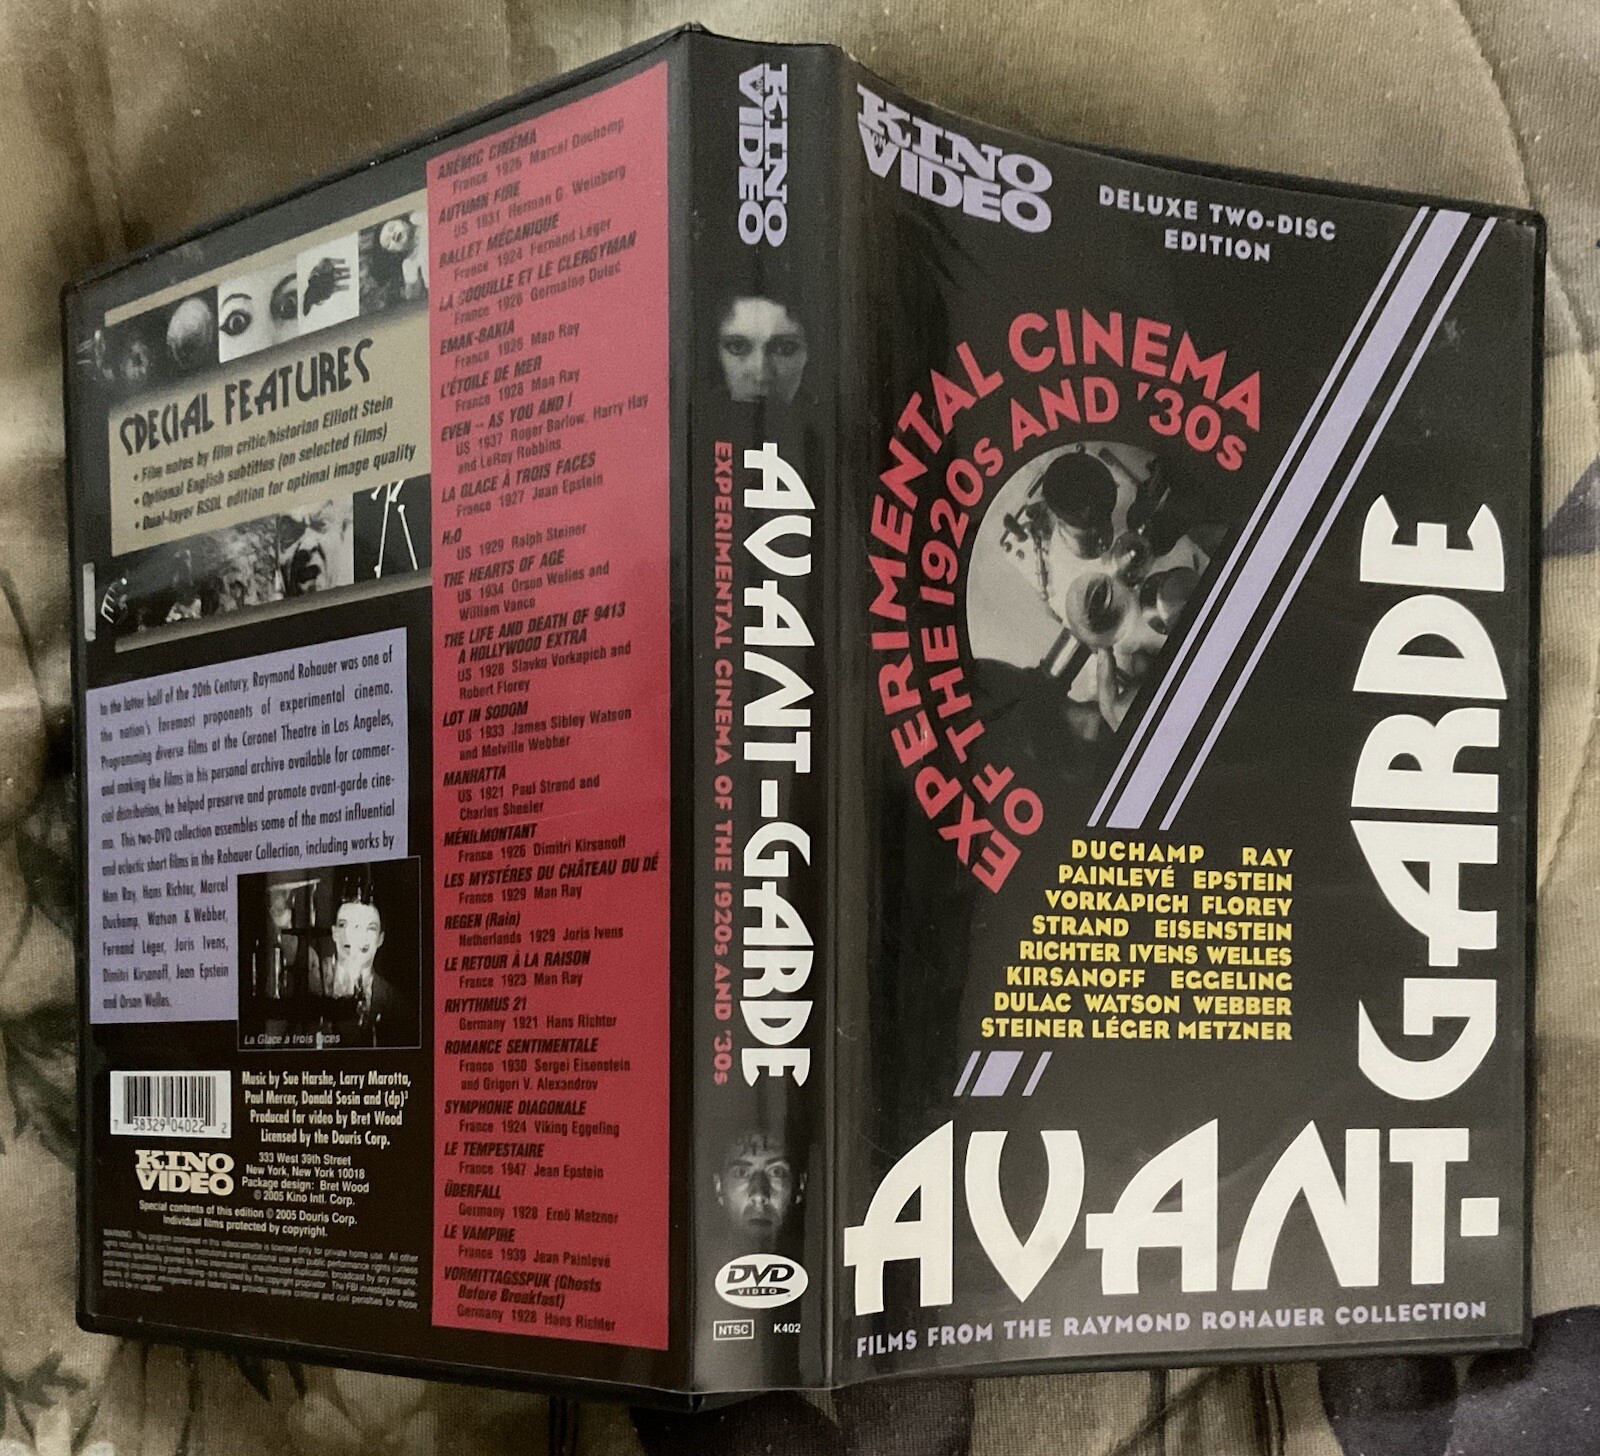 SPECIAL FEATURES
• Film notes by film critic/historian Elliott Stein
• Optional English subtitles (on selected films)
• Dual-layer RSDL edition for optimal image quality
In the latter half of the 20th Century, Raymond Rohauer was one of
the nation's foremost proponents of experimental cinema.
Programming diverse films at the Coronet Theatre in Los Angeles,
and making the films in his personal archive available for commer-
cial distribution, he helped preserve and promote avant-garde cine-
ma. This two-DVD collection assembles some of the most influential
and eclectic short films in the Rohauer Collection, including works by
Man Ray, Hans Richter, Marcel
Duchamp, Watson & Webber,
Fernand Léger, Joris Ivens,
Dimitri Kirsanoff, Jean Epstein
and Orson Welles.
La Glace à trois faces
7 38329 04022 2
Music by Sue Harshe, Larry Marotta,
Paul Mercer, Donald Sosin and (dp)³
Produced for video by Bret Wood
Licensed by the Douris Corp.
KINO
VIDEO
333 West 39th Street
New York, New York 10018
Package design: Bret Wood
© 2005 Kino Intl. Corp.
Special contents of this edition © 2005 Douris Corp.
Individual films protected by copyright.
ANÉMIC CINÉMA
France 1926 Marcel Duchamp
AUTUMN FIRE
US 1931 Herman G. Weinberg
BALLET MÉCANIQUE
France 1924 Fernand Léger
LA COQUILLE ET LE CLERGYMAN
France 1926 Germaine Dulac
EMAK-BAKIA
France 1926 Man Ray
L'ÉTOILE DE MER
France 1928 Man Ray
EVEN -- AS YOU AND I
US 1937 Roger Barlow, Harry Hay
and LeRoy Robbins
LA GLACE À TROIS FACES
France 1927 Jean Epstein
H₂O
US 1929 Ralph Steiner
THE HEARTS OF AGE
US 1934 Orson Welles and
William Vance
THE LIFE AND DEATH OF 9413
A HOLLYWOOD EXTRA
US 1928 Slavko Vorkapich and
Robert Florey
LOT IN SODOM
US 1933 James Sibley Watson
and Melville Webber
MANHATTA
US 1921 Paul Strand and
Charles Sheeler
MÉNILMONTANT
France 1926 Dimitri Kirsanoff
LES MYSTÉRES DU CHÂTEAU DU DÉ
France 1929 Man Ray
REGEN (Rain)
Netherlands 1929 Joris Ivens
LE RETOUR À LA RAISON
France 1923 Man Ray
RHYTHMUS 21
Germany 1921 Hans Richter
ROMANCE SENTIMENTALE
France 1930 Sergei Eisenstein
and Grigori V. Alexandrov
SYMPHONIE DIAGONALE
France 1924 Viking Eggeling
LE TEMPESTAIRE
France 1947 Jean Epstein
ÜBERFALL
Germany 1928 Ernö Metzner
LE VAMPIRE
France 1939 Jean Painlevé
VORMITTAGSSPUK (Ghosts
Before Breakfast)
Germany 1928 Hans Richter
KINO
ON
VIDEO
AVANT-GARDE
EXPERIMENTAL CINEMA OF THE 1920s AND '30s
DVD
VIDEO
NTSC K402
KINO
ON
VIDEO
DELUXE TWO-DISC
EDITION
EXPERIMENTAL CINEMA
OF THE 1920s AND '30s
DUCHAMP RAY
PAINLEVÉ EPSTEIN
VORKAPICH FLOREY
STRAND EISENSTEIN
RICHTER IVENS WELLES
KIRSANOFF EGGELING
DULAC WATSON WEBBER
STEINER LÉGER METZNER
AVANT-
GARDE
FILMS FROM THE RAYMOND ROHAUER COLLECTION